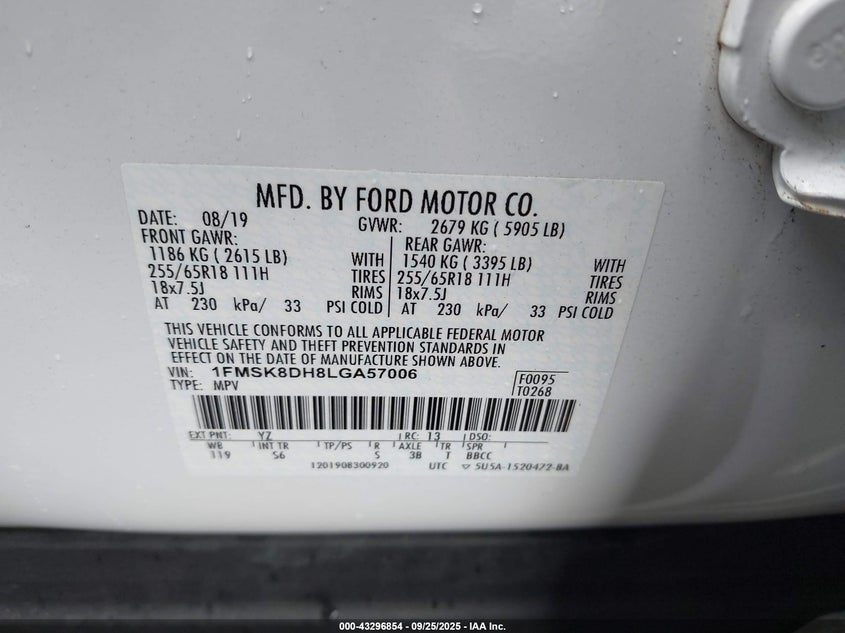 MFD. BY FORD MOTOR CO.
DATE: 08/19 GVWR: 2679 KG ( 5905 LB)
FRONT GAWR: REAR GAWR:
1186 KG ( 2615 LB) WITH 1540 KG ( 3395 LB) WITH
255/65R18 111H TIRES 255/65R18 111H TIRES
18x7.5J RIMS 18x7.5J RIMS
AT 230 kPa/ 33 PSI COLD AT 230 kPa/ 33 PSI COLD
THIS VEHICLE CONFORMS TO ALL APPLICABLE FEDERAL MOTOR
VEHICLE SAFETY AND THEFT PREVENTION STANDARDS IN
EFFECT ON THE DATE OF MANUFACTURE SHOWN ABOVE.
VIN: 1FMSK8DH8LGA57006 F0095
TYPE: MPV T0268
EXT PNT: YZ RC: 13 DSO:
WB INT TR TP/PS R AXLE TR SPR
119 S6 5 3B T BBCC
1201908300920 UTC ▽ 5U5A-1520472-BA
000-43296854 - 09/25/2025 - IAA Inc.